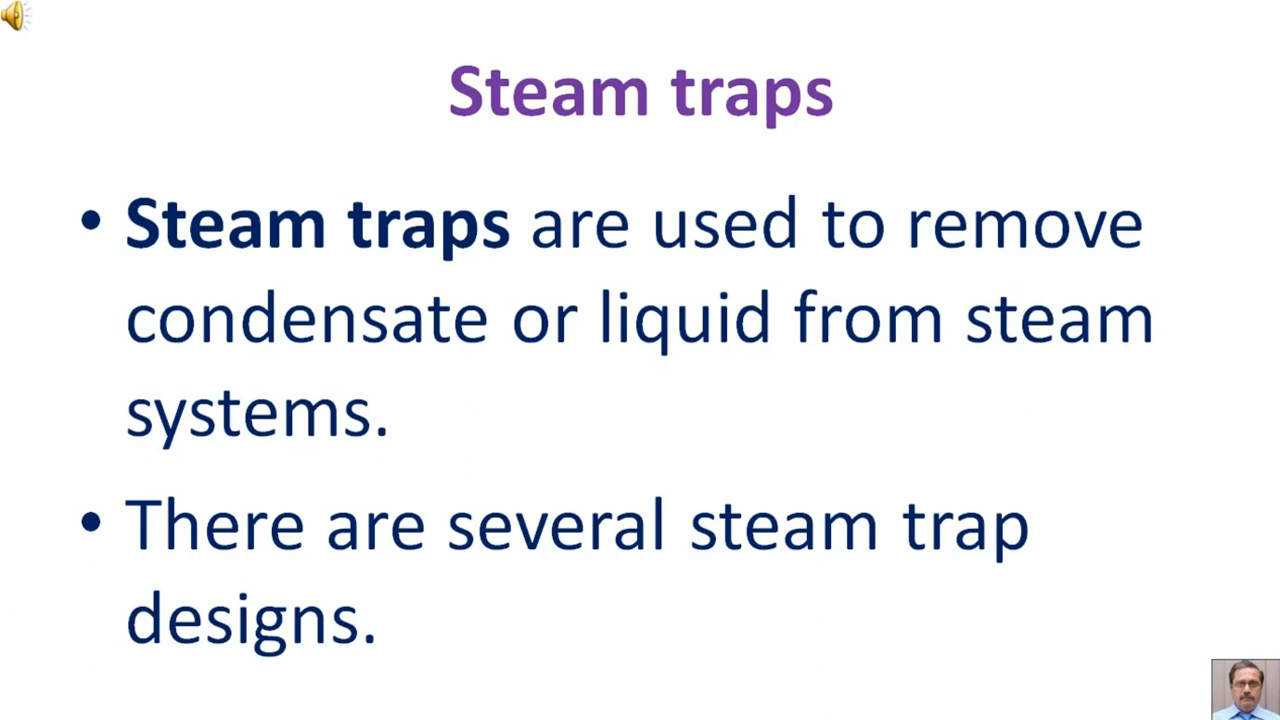 Steam traps
• Steam traps are used to remove
condensate or liquid from steam
systems.
• There are several steam trap
designs.